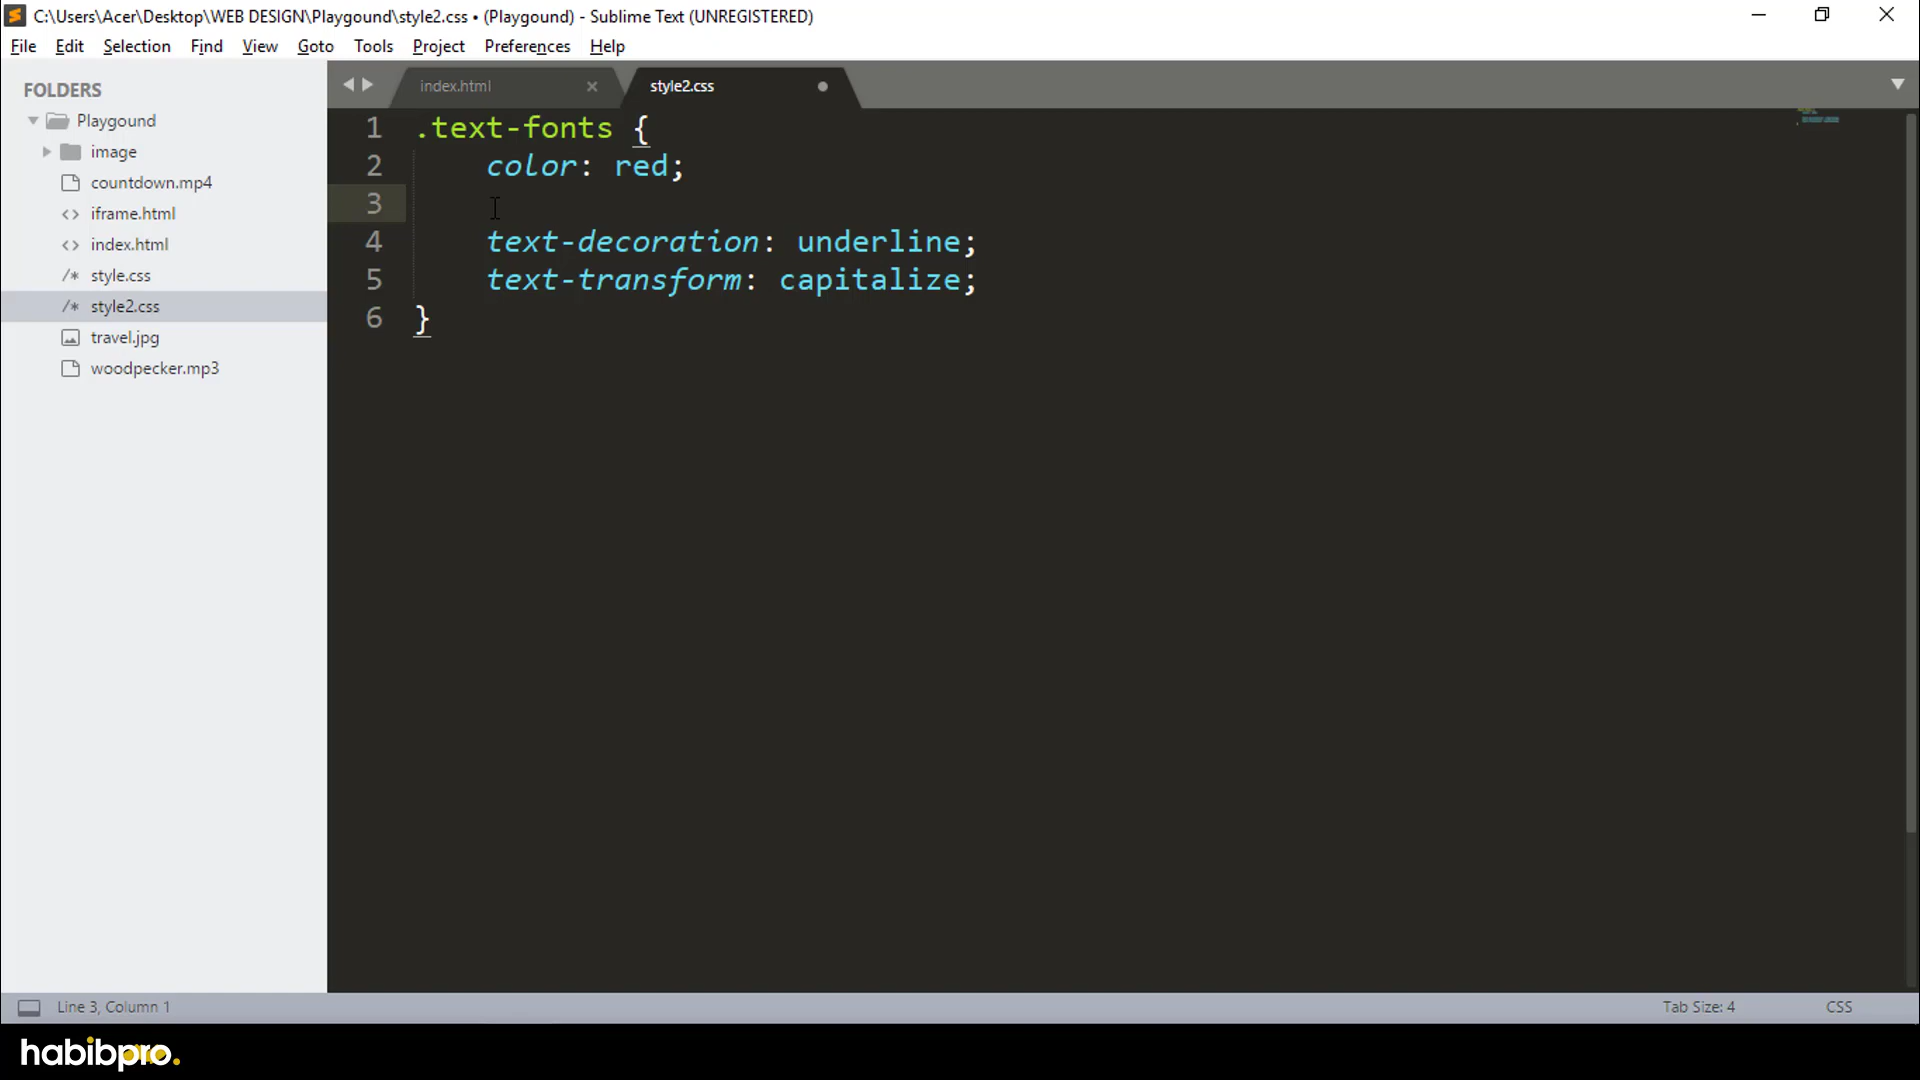 C:\Users\Acer\Desktop\WEB DESIGN\Playgound\style2.css • (Playgound) - Sublime Text (UNREGISTERED)
File Edit Selection Find View Goto Tools Project Preferences Help
FOLDERS
Playgound
image
countdown.mp4
iframe.html
index.html
style.css
style2.css
travel.jpg
woodpecker.mp3
index.html
style2.css
1 .text-fonts {
2 color: red;
3
4 text-decoration: underline;
5 text-transform: capitalize;
6 }
Line 3, Column 1
Tab Size: 4
CSS
habibpro.